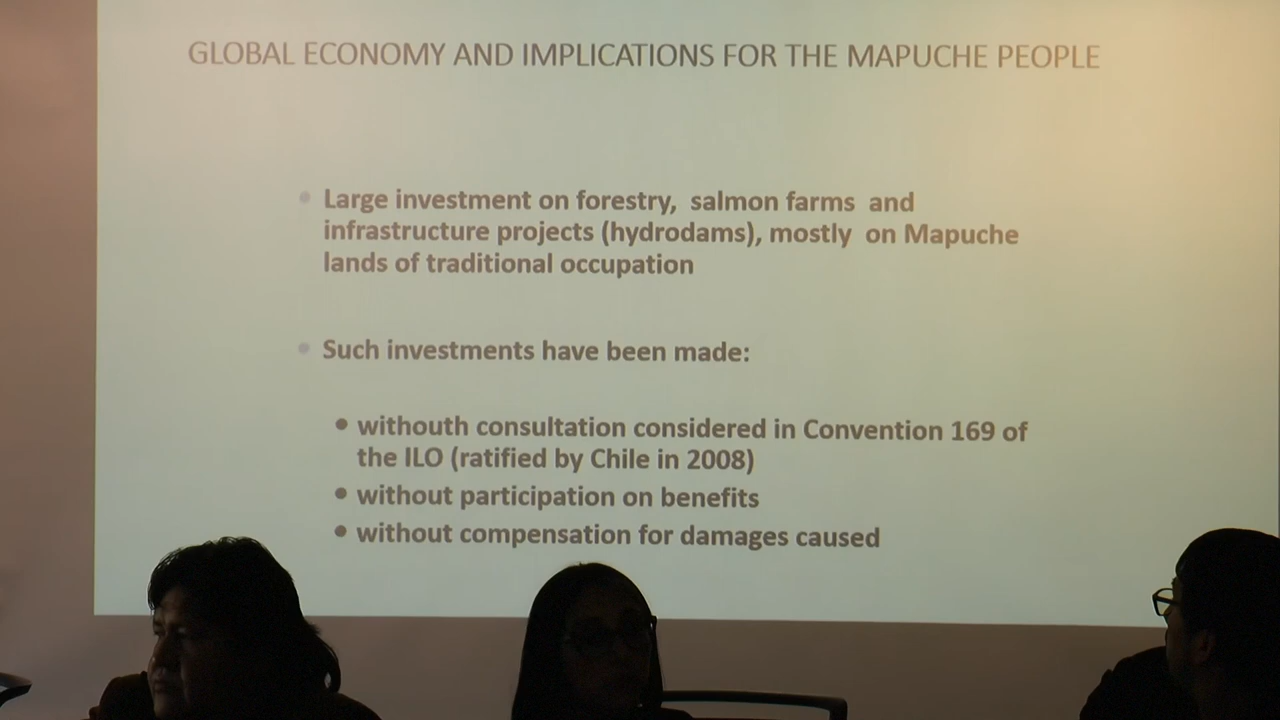 GLOBAL ECONOMY AND IMPLICATIONS FOR THE MAPUCHE PEOPLE
• Large investment on forestry, salmon farms and
infrastructure projects (hydrodams), mostly on Mapuche
lands of traditional occupation
• Such investments have been made:
• withouth consultation considered in Convention 169 of
the ILO (ratified by Chile in 2008)
• without participation on benefits
• without compensation for damages caused